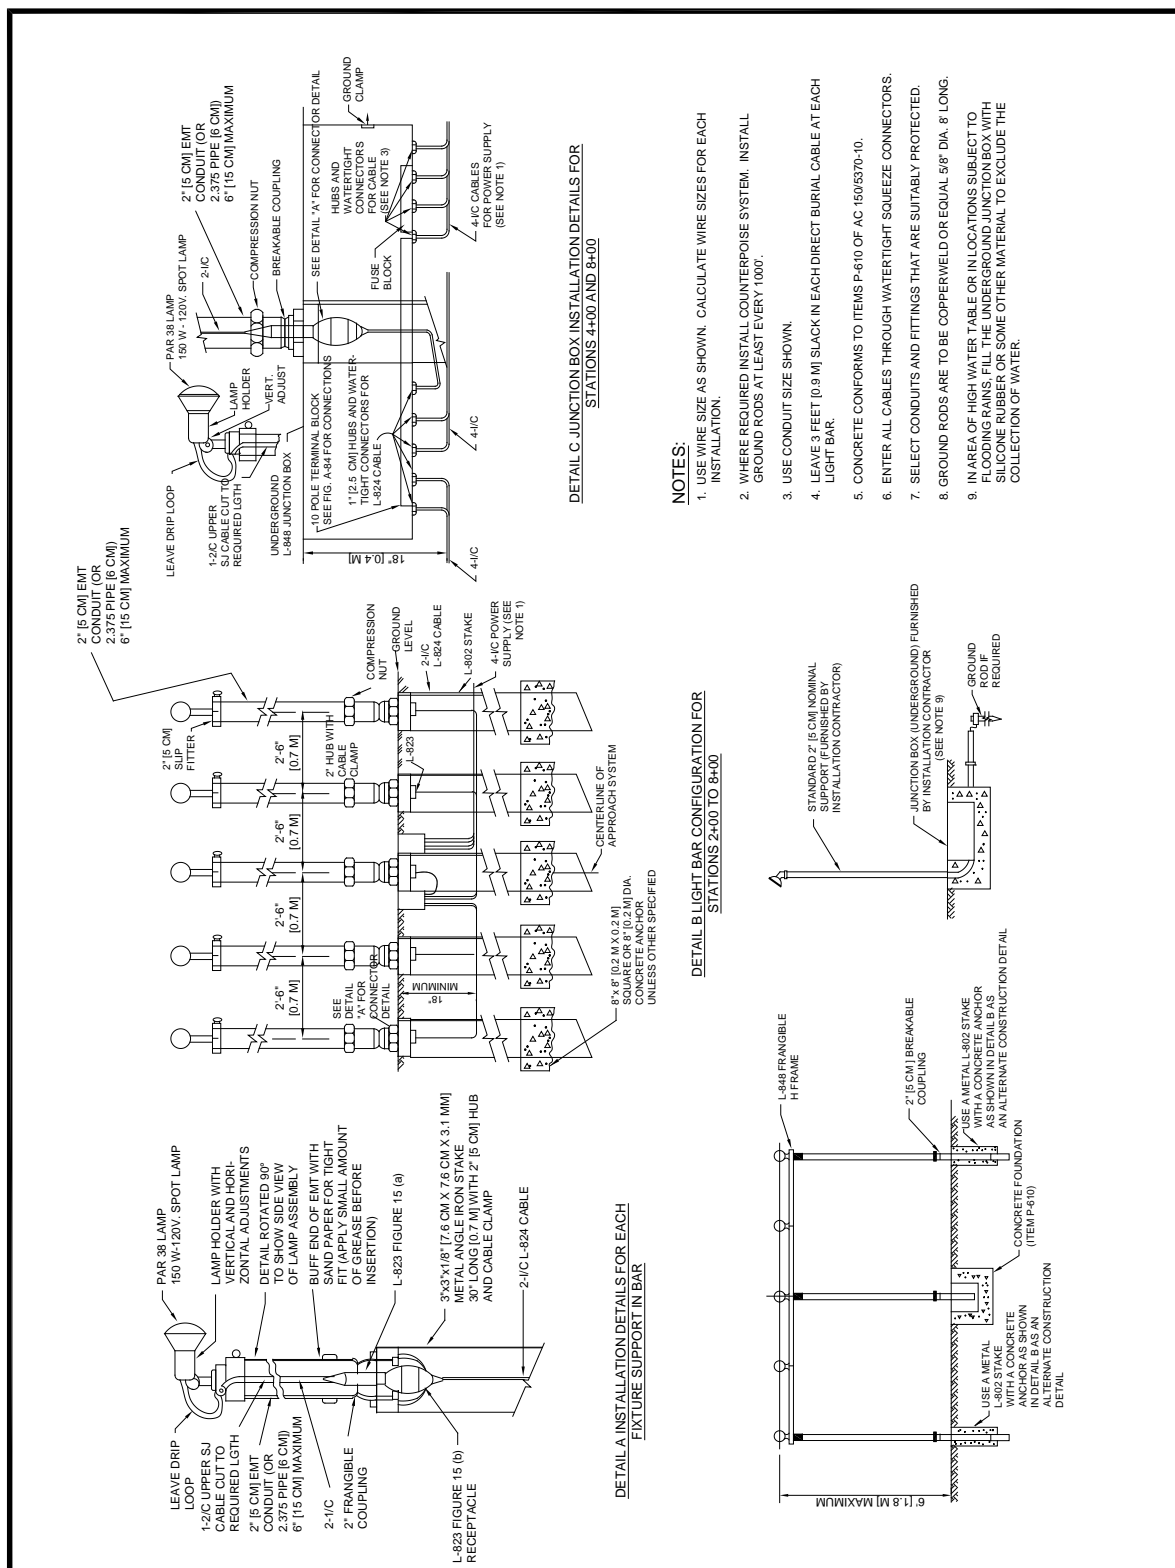 LEAVE DRIP
LOOP
1-2/C UPPER SJ
CABLE CUT TO
REQUIRED LGTH
2" [5 CM] EMT
CONDUIT (OR
2.375 PIPE [6 CM])
6" [15 CM] MAXIMUM
2-1/C
2" FRANGIBLE
COUPLING
L-823 FIGURE 15 (b)
RECEPTACLE
PAR 38 LAMP
150 W-120V. SPOT LAMP
LAMP HOLDER WITH
VERTICAL AND HORI-
ZONTAL ADJUSTMENTS
DETAIL ROTATED 90°
TO SHOW SIDE VIEW
OF LAMP ASSEMBLY
BUFF END OF EMT WITH
SAND PAPER FOR TIGHT
FIT (APPLY SMALL AMOUNT
OF GREASE BEFORE
INSERTION)
L-823 FIGURE 15 (a)
3"x3"x1/8" [7.6 CM X 7.6 CM X 3.1 MM]
METAL ANGLE IRON STAKE
30" LONG [0.7 M] WITH 2" [5 CM] HUB
AND CABLE CLAMP
2-I/C L-824 CABLE
DETAIL A INSTALLATION DETAILS FOR EACH
FIXTURE SUPPORT IN BAR
2" [5 CM] EMT
CONDUIT (OR
2.375 PIPE [6 CM])
6" [15 CM] MAXIMUM
2" [5 CM]
SLIP
FITTER
2'-6"
[0.7 M]
2'-6"
[0.7 M]
2'-6"
[0.7 M]
2'-6"
[0.7 M]
SEE
DETAIL
"A" FOR
CONNECTOR
DETAIL
2" HUB WITH
CABLE
CLAMP
L-823
COMPRESSION
NUT
GROUND
LEVEL
2-I/C
L-824 CABLE
L-802 STAKE
4-I/C POWER
SUPPLY (SEE
NOTE 1)
18"
MINIMUM
CENTERLINE OF
APPROACH SYSTEM
8"x 8" [0.2 M X 0.2 M]
SQUARE OR 8" [0.2 M] DIA.
CONCRETE ANCHOR
UNLESS OTHER SPECIFIED
DETAIL B LIGHT BAR CONFIGURATION FOR
STATIONS 2+00 TO 8+00
LEAVE DRIP LOOP
1-2/C UPPER
SJ CABLE CUT TO
REQUIRED LGTH
UNDERGROUND
L-848 JUNCTION BOX
PAR 38 LAMP
150 W - 120V. SPOT LAMP
LAMP
HOLDER
VERT.
ADJUST
2-I/C
2" [5 CM] EMT
CONDUIT (OR
2.375 PIPE [6 CM])
6" [15 CM] MAXIMUM
COMPRESSION NUT
BREAKABLE COUPLING
SEE DETAIL "A" FOR CONNECTOR DETAIL
10 POLE TERMINAL BLOCK
SEE FIG. A-84 FOR CONNECTIONS
1" [2.5 CM] HUBS AND WATER-
TIGHT CONNECTORS FOR
L-824 CABLE
HUBS AND
WATERTIGHT
CONNECTORS
FOR CABLE
(SEE NOTE 3)
GROUND
CLAMP
FUSE
BLOCK
18" [0.4 M]
4-I/C
4-I/C
4-I/C CABLES
FOR POWER SUPPLY
(SEE NOTE 1)
DETAIL C JUNCTION BOX INSTALLATION DETAILS FOR
STATIONS 4+00 AND 8+00
6' [1.8 M] MAXIMUM
L-848 FRANGIBLE
H FRAME
2" [5 CM ] BREAKABLE
COUPLING
USE A METAL L-802 STAKE
WITH A CONCRETE ANCHOR
AS SHOWN IN DETAIL B AS
AN ALTERNATE CONSTRUCTION DETAIL
CONCRETE FOUNDATION
(ITEM P-610)
USE A METAL
L-802 STAKE
WITH A CONCRETE
ANCHOR AS SHOWN
IN DETAIL B AS AN
ALTERNATE CONSTRUCTION
DETAIL
STANDARD 2" [5 CM] NOMINAL
SUPPORT (FURNISHED BY
INSTALLATION CONTRACTOR)
JUNCTION BOX (UNDERGROUND) FURNISHED
BY INSTALLATION CONTRACTOR
(SEE NOTE 9)
GROUND
ROD IF
REQUIRED
NOTES:
1. USE WIRE SIZE AS SHOWN. CALCULATE WIRE SIZES FOR EACH
INSTALLATION.
2. WHERE REQUIRED INSTALL COUNTERPOISE SYSTEM. INSTALL
GROUND RODS AT LEAST EVERY 1000'.
3. USE CONDUIT SIZE SHOWN.
4. LEAVE 3 FEET [0.9 M] SLACK IN EACH DIRECT BURIAL CABLE AT EACH
LIGHT BAR.
5. CONCRETE CONFORMS TO ITEMS P-610 OF AC 150/5370-10.
6. ENTER ALL CABLES THROUGH WATERTIGHT SQUEEZE CONNECTORS.
7. SELECT CONDUITS AND FITTINGS THAT ARE SUITABLY PROTECTED.
8. GROUND RODS ARE TO BE COPPERWELD OR EQUAL 5/8" DIA. 8' LONG.
9. IN AREA OF HIGH WATER TABLE OR IN LOCATIONS SUBJECT TO
FLOODING RAINS, FILL THE UNDERGROUND JUNCTION BOX WITH
SILICONE RUBBER OR SOME OTHER MATERIAL TO EXCLUDE THE
COLLECTION OF WATER.